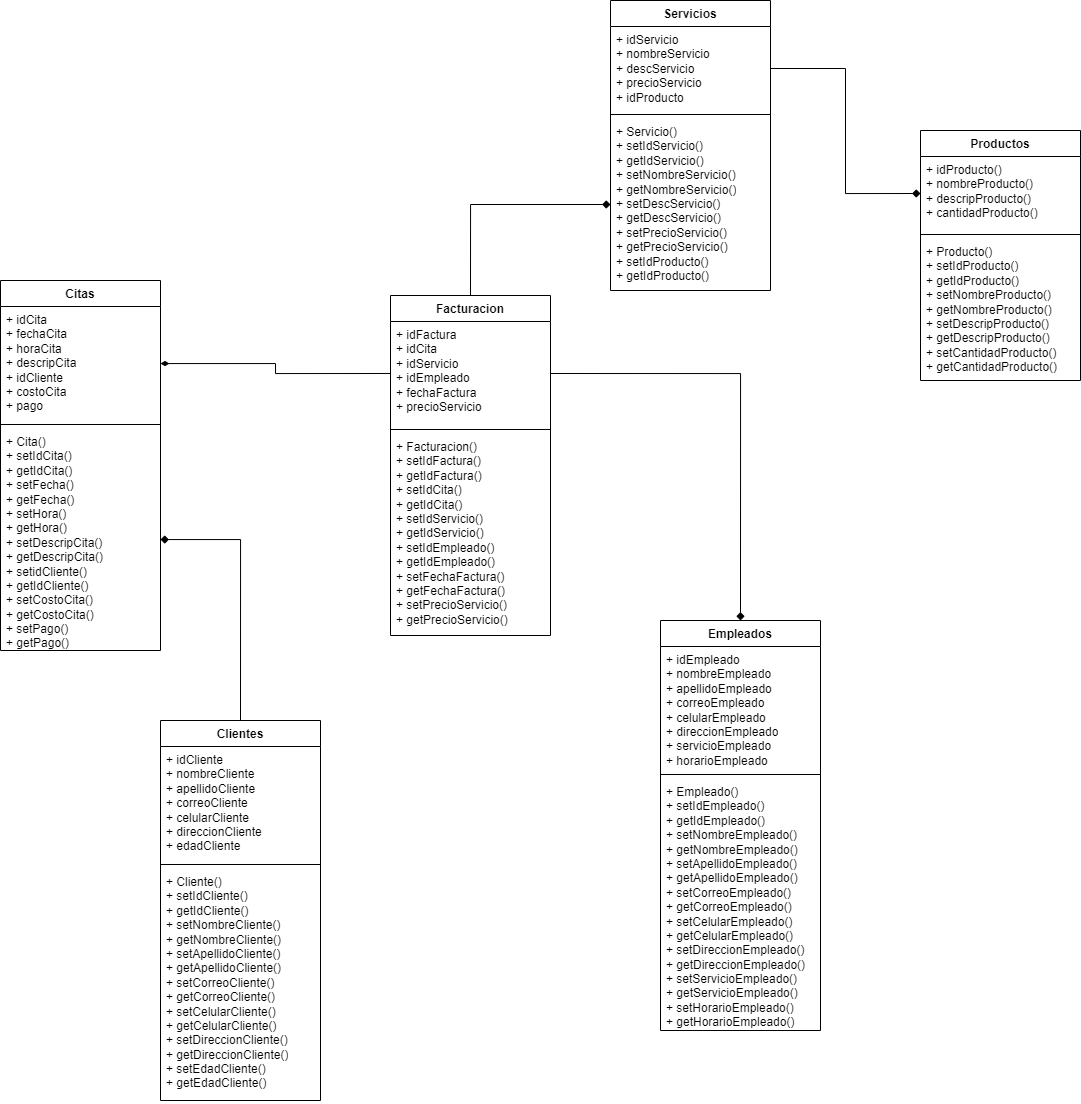 Servicios
+ idServicio
+ nombreServicio
+ descServicio
+ precioServicio
+ idProducto
+ Servicio()
+ setIdServicio()
+ getIdServicio()
+ setNombreServicio()
+ getNombreServicio()
+ setDescServicio()
+ getDescServicio()
+ setPrecioServicio()
+ getPrecioServicio()
+ setIdProducto()
+ getIdProducto()
Productos
+ idProducto()
+ nombreProducto()
+ descripProducto()
+ cantidadProducto()
+ Producto()
+ setIdProducto()
+ getIdProducto()
+ setNombreProducto()
+ getNombreProducto()
+ setDescripProducto()
+ getDescripProducto()
+ setCantidadProducto()
+ getCantidadProducto()
Citas
+ idCita
+ fechaCita
+ horaCita
+ descripCita
+ idCliente
+ costoCita
+ pago
+ Cita()
+ setIdCita()
+ getIdCita()
+ setFecha()
+ getFecha()
+ setHora()
+ getHora()
+ setDescripCita()
+ getDescripCita()
+ setidCliente()
+ getIdCliente()
+ setCostoCita()
+ getCostoCita()
+ setPago()
+ getPago()
Facturacion
+ idFactura
+ idCita
+ idServicio
+ idEmpleado
+ fechaFactura
+ precioServicio
+ Facturacion()
+ setIdFactura()
+ getIdFactura()
+ setIdCita()
+ getIdCita()
+ setIdServicio()
+ getIdServicio()
+ setIdEmpleado()
+ getIdEmpleado()
+ setFechaFactura()
+ getFechaFactura()
+ setPrecioServicio()
+ getPrecioServicio()
Empleados
+ idEmpleado
+ nombreEmpleado
+ apellidoEmpleado
+ correoEmpleado
+ celularEmpleado
+ direccionEmpleado
+ servicioEmpleado
+ horarioEmpleado
+ Empleado()
+ setIdEmpleado()
+ getIdEmpleado()
+ setNombreEmpleado()
+ getNombreEmpleado()
+ setApellidoEmpleado()
+ getApellidoEmpleado()
+ setCorreoEmpleado()
+ getCorreoEmpleado()
+ setCelularEmpleado()
+ getCelularEmpleado()
+ setDireccionEmpleado()
+ getDireccionEmpleado()
+ setServicioEmpleado()
+ getServicioEmpleado()
+ setHorarioEmpleado()
+ getHorarioEmpleado()
Clientes
+ idCliente
+ nombreCliente
+ apellidoCliente
+ correoCliente
+ celularCliente
+ direccionCliente
+ edadCliente
+ Cliente()
+ setIdCliente()
+ getIdCliente()
+ setNombreCliente()
+ getNombreCliente()
+ setApellidoCliente()
+ getApellidoCliente()
+ setCorreoCliente()
+ getCorreoCliente()
+ setCelularCliente()
+ getCelularCliente()
+ setDireccionCliente()
+ getDireccionCliente()
+ setEdadCliente()
+ getEdadCliente()